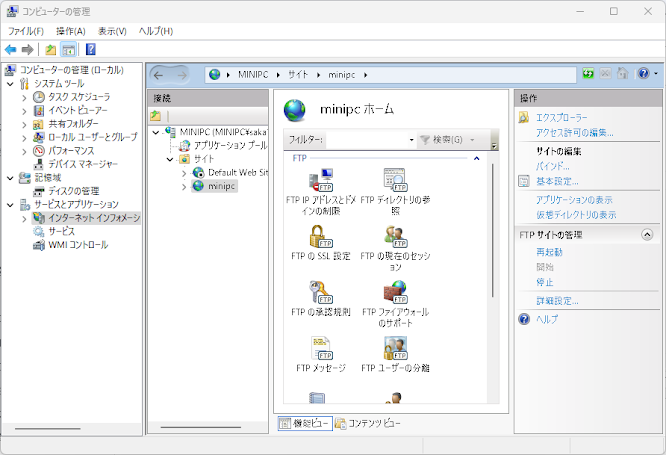 コンピューターの管理
ファイル(F) 操作(A) 表示(V) ヘルプ(H)
コンピューターの管理 (ローカル)
システム ツール
タスク スケジューラ
イベント ビューアー
共有フォルダー
ローカル ユーザーとグループ
パフォーマンス
デバイス マネージャー
記憶域
ディスクの管理
サービスとアプリケーション
インターネット インフォメーシ
サービス
WMI コントロール
MINIPC サイト minipc
接続
MINIPC (MINIPC¥saka
アプリケーション プール
サイト
Default Web Sit
minipc
minipc ホーム
フィルター: 検索(G)
FTP
FTP IP アドレスとドメインの制限
FTP ディレクトリの参照
FTP の SSL 設定
FTP の現在のセッション
FTP の承認規則
FTP ファイアウォールのサポート
FTP メッセージ
FTP ユーザーの分離
機能ビュー コンテンツ ビュー
操作
エクスプローラー
アクセス許可の編集...
サイトの編集
バインド...
基本設定...
アプリケーションの表示
仮想ディレクトリの表示
FTP サイトの管理
再起動
開始
停止
詳細設定...
ヘルプ